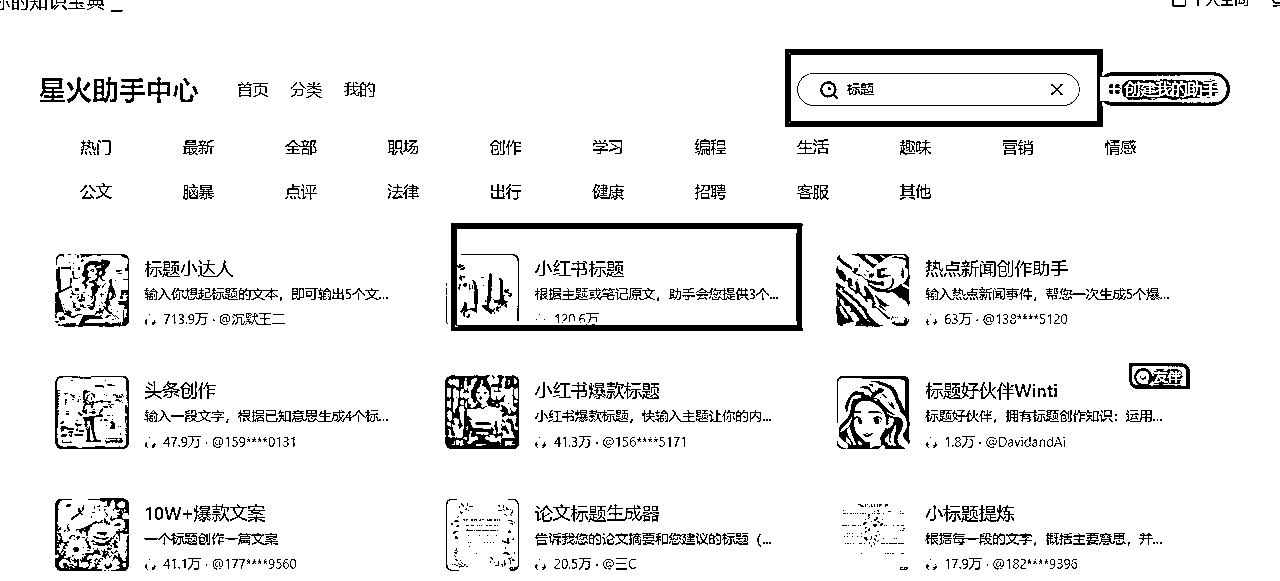 你的知识宝典 _
个人空间
星火助手中心
首页 分类 我的
标题
创建我的助手
热门 最新 全部 职场 创作 学习 编程 生活 趣味 营销 情感
公文 脑暴 点评 法律 出行 健康 招聘 客服 其他
标题小达人
输入你想起标题的文本，即可输出5个文...
713.9万 · @沉默王二
小红书标题
根据主题或笔记原文，助手会您提供3个...
120.6万
热点新闻创作助手
输入热点新闻事件，帮您一次生成5个爆...
63万 · @138****5120
头条创作
输入一段文字，根据已知意思生成4个标...
47.9万 · @159****0131
小红书爆款标题
小红书爆款标题，快输入主题让你的内...
41.3万 · @156****5171
友伴
标题好伙伴Winti
标题好伙伴，拥有标题创作知识：运用...
1.8万 · @DavidandAi
10W+爆款文案
一个标题创作一篇文案
41.1万 · @177****9560
论文标题生成器
告诉我您的论文摘要和您建议的标题（...
20.5万 · @三C
小标题提炼
根据每一段的文字，概括主要意思，并...
17.9万 · @182****9396